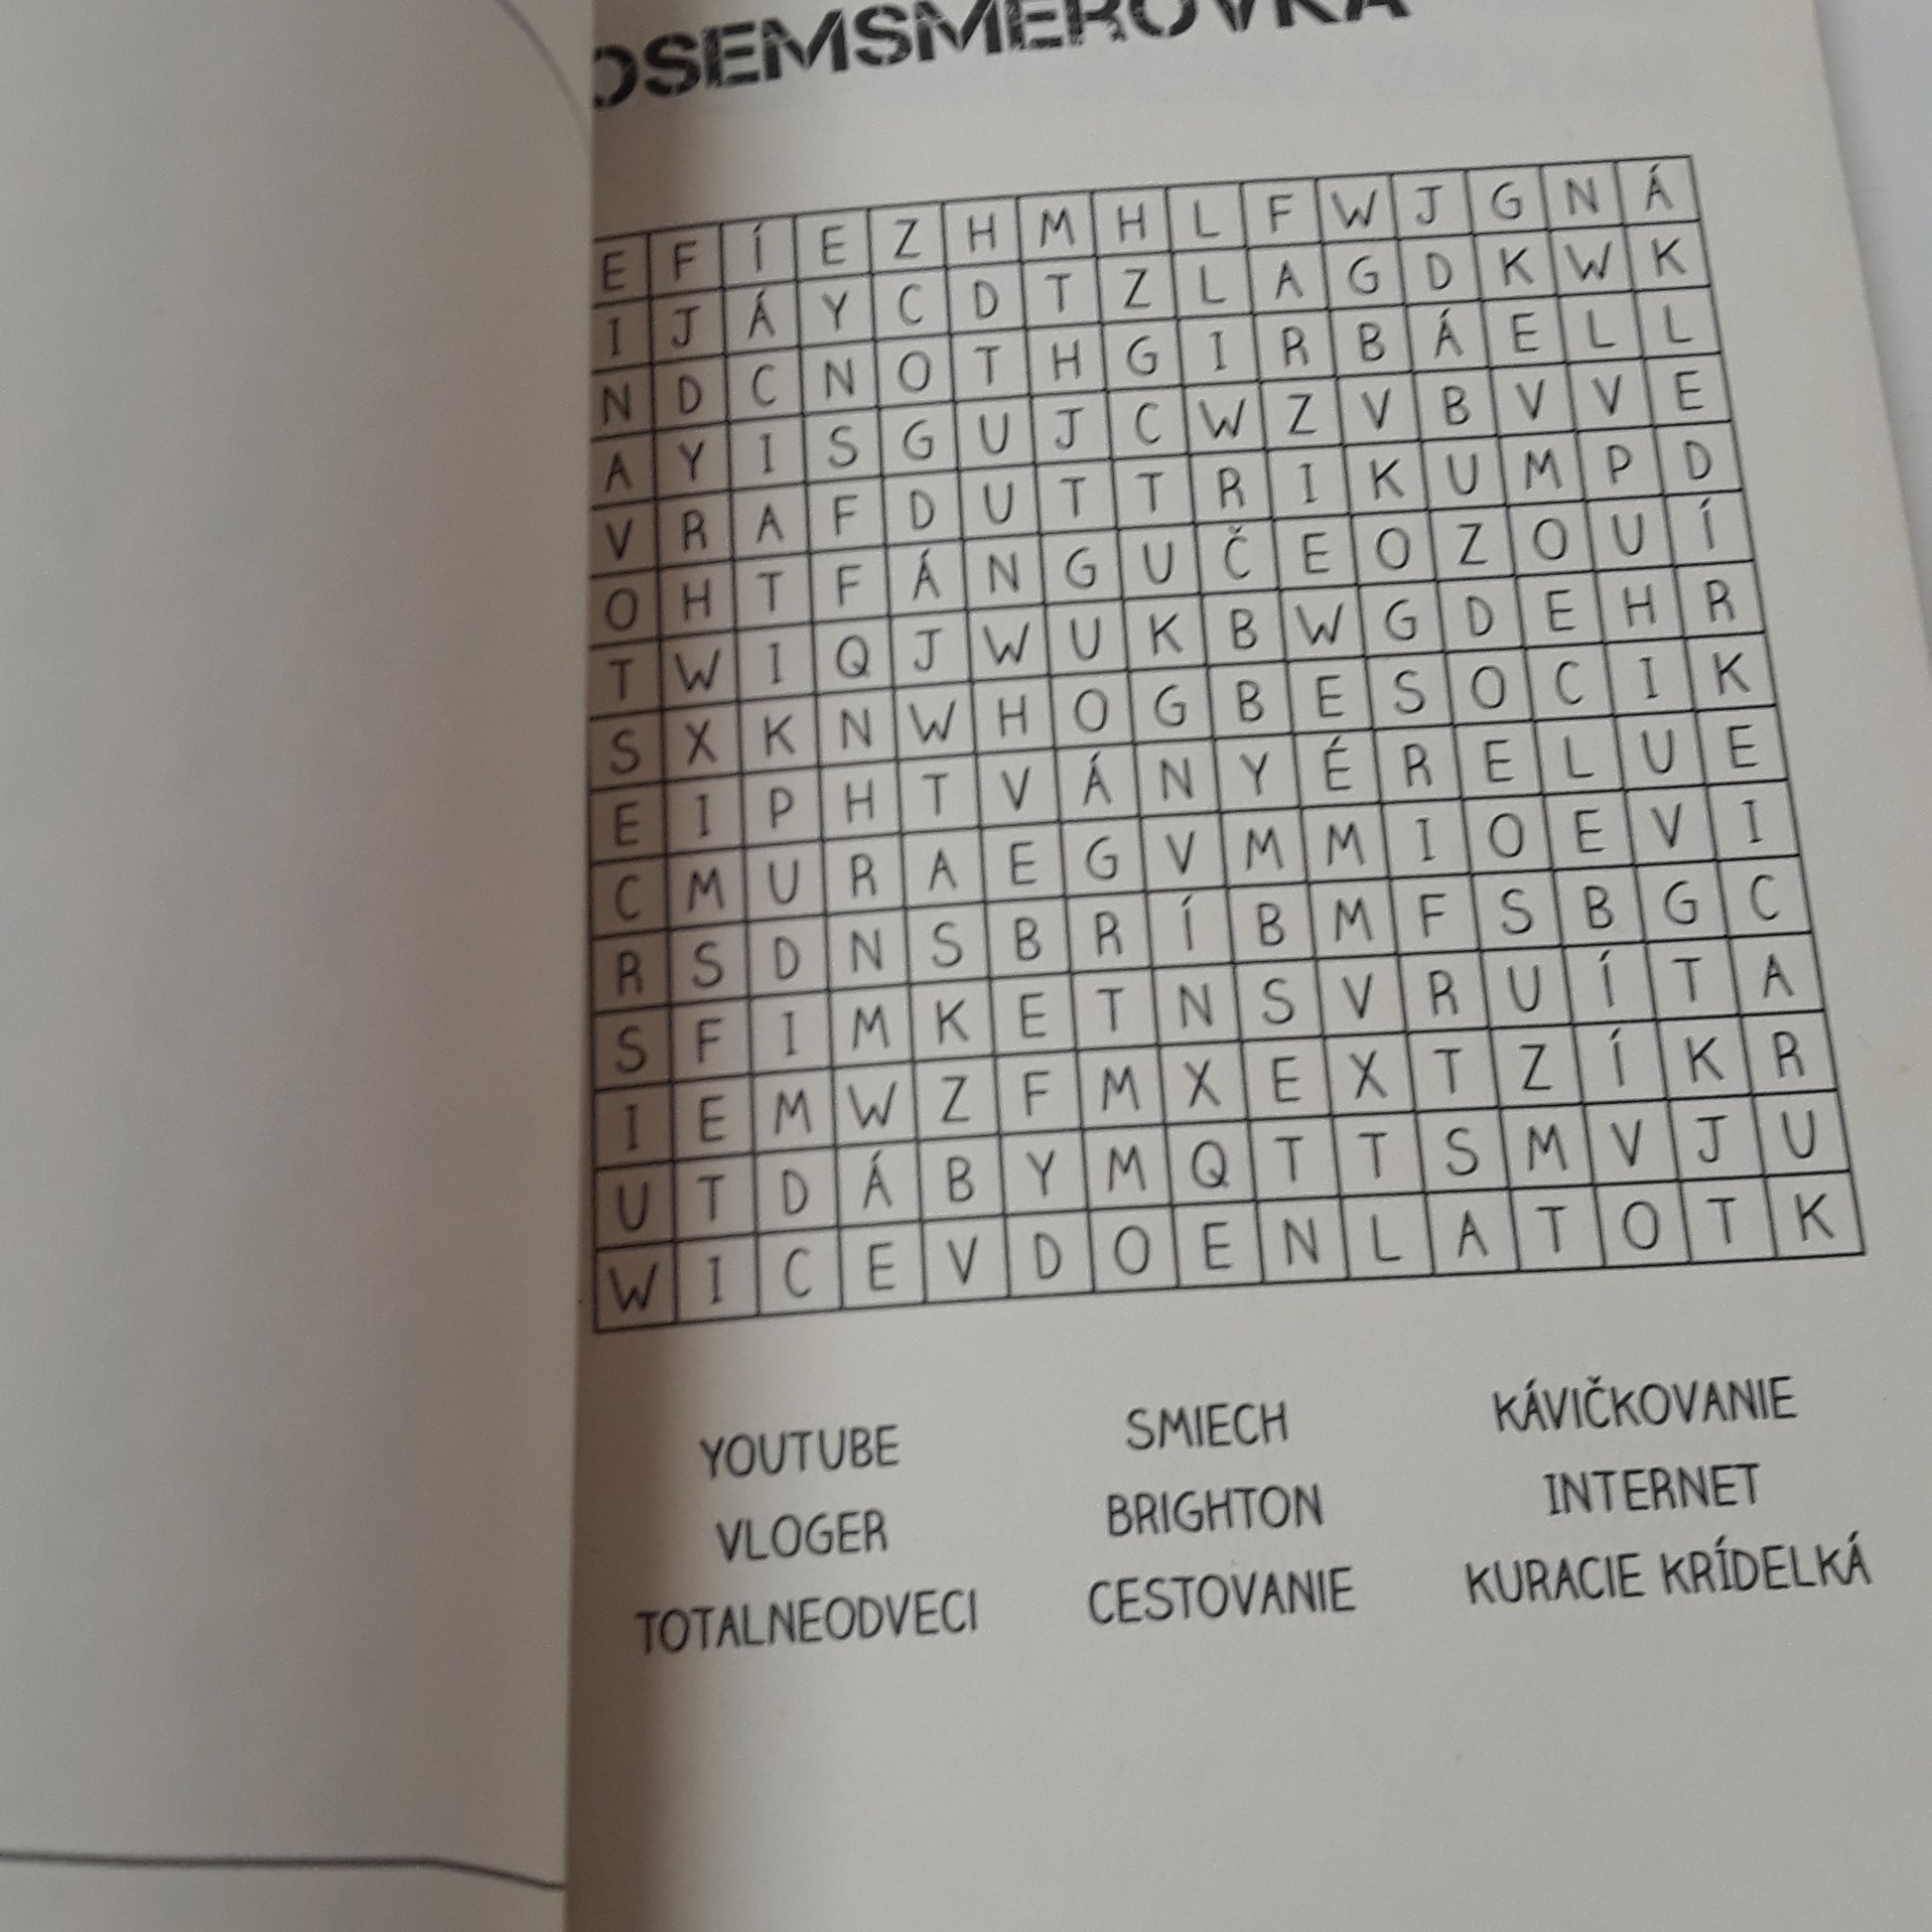 OSEMSMEROVKA
E F Í E Z H M H L F W J G N Á
I J Á Y C D T Z L A G D K W K
N D C N O T H G I R B Á E L L
A Y I S G U J C W Z V B V V E
V R A F D U T T R I K U M P D
O H T F Á N G U Č E O Z O U Í
T W I Q J W U K B W G D E H R
S X K N W H O G B E S O C I K
E I P H T V Á N Y É R E L U E
C M U R A E G V M M I O E V I
R S D N S B R Í B M F S B G C
S F I M K E T N S V R U Í T A
I E M W Z F M X E X T Z Í K R
U T D Á B Y M Q T T S M V J U
W I C E V D O E N L A T O T K
YOUTUBE SMIECH KÁVIČKOVANIE
VLOGER BRIGHTON INTERNET
TOTALNEODVECI CESTOVANIE KURACIE KRÍDELKÁ